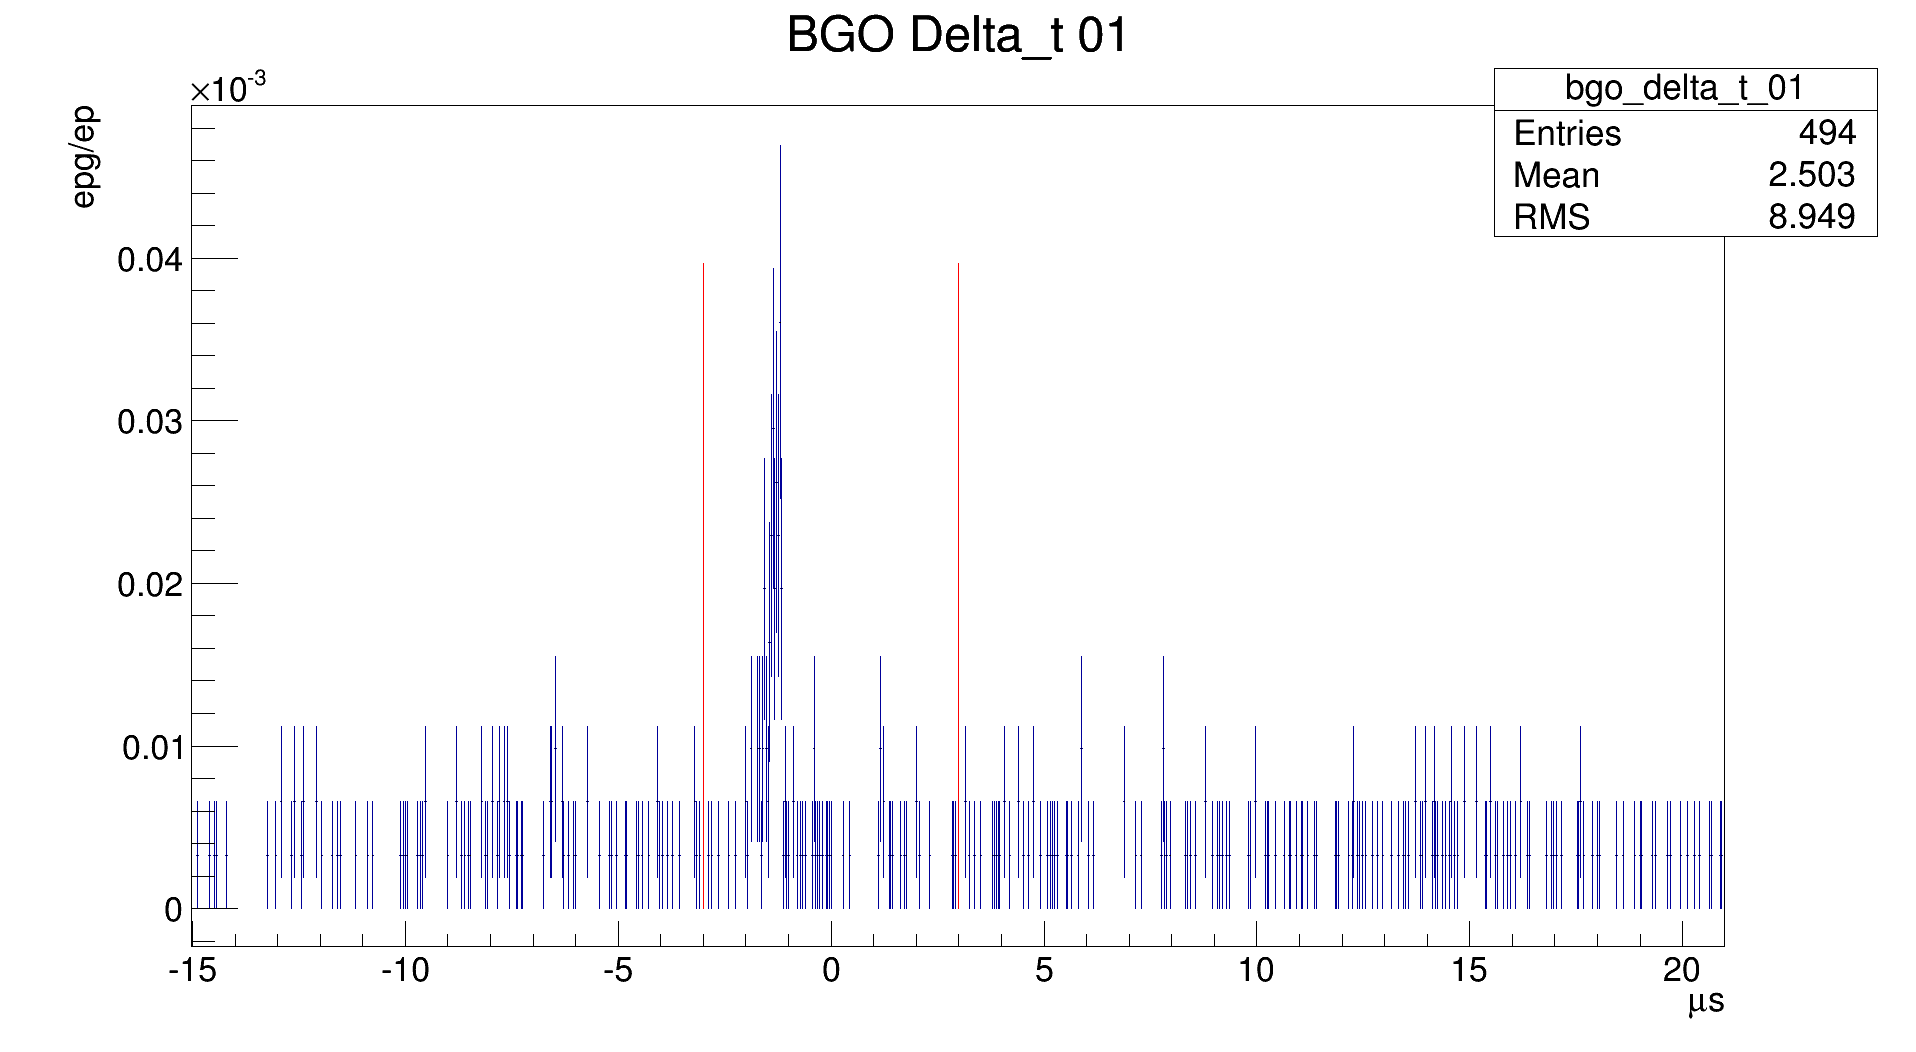 BGO Delta_t 01
×10-3
epg/ep
bgo_delta_t_01
Entries 494
Mean 2.503
RMS 8.949
0.04
0.03
0.02
0.01
0
-15 -10 -5 0 5 10 15 20
μs